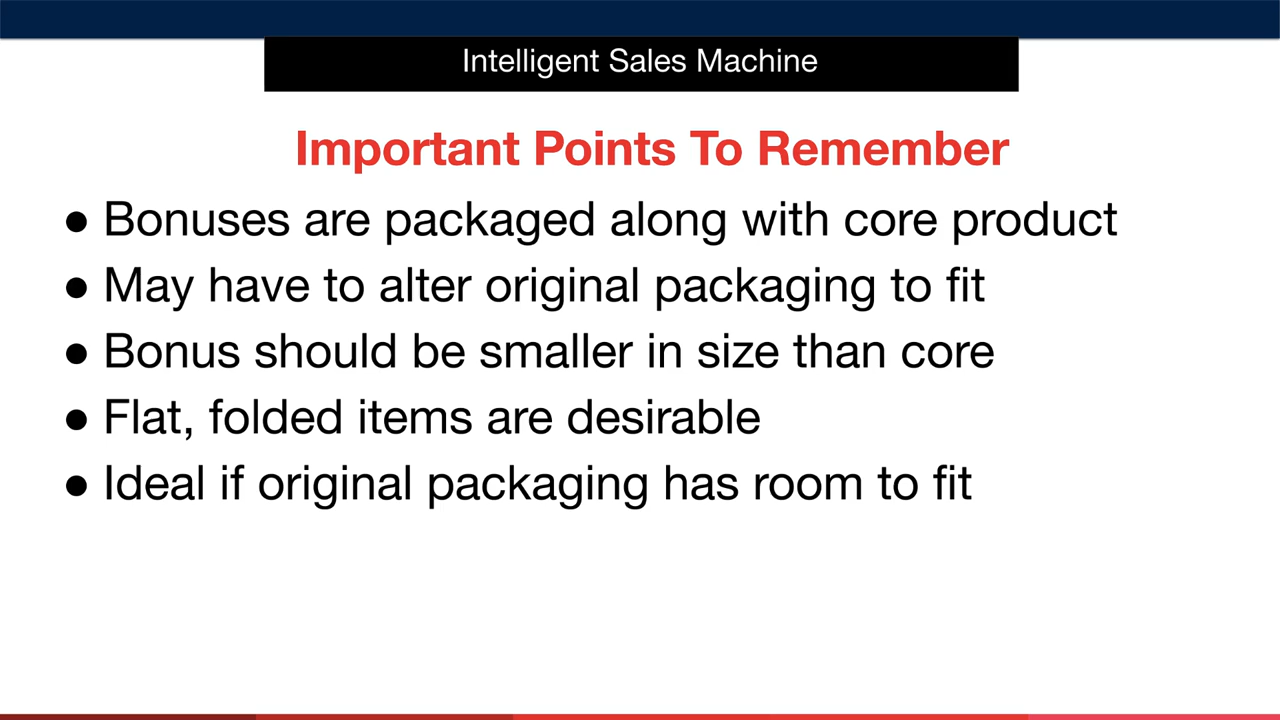 Intelligent Sales Machine
Important Points To Remember
● Bonuses are packaged along with core product
● May have to alter original packaging to fit
● Bonus should be smaller in size than core
● Flat, folded items are desirable
● Ideal if original packaging has room to fit